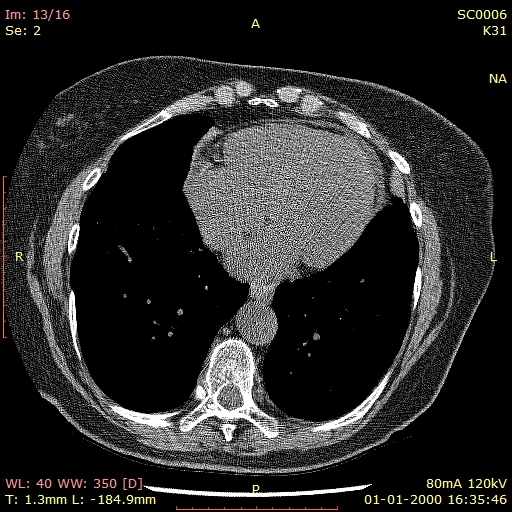 Im: 13/16
Se: 2
A
SC0006
K31
NA
R
L
WL: 40 WW: 350 [D]
T: 1.3mm L: -184.9mm
P
80mA 120kV
01-01-2000 16:35:46